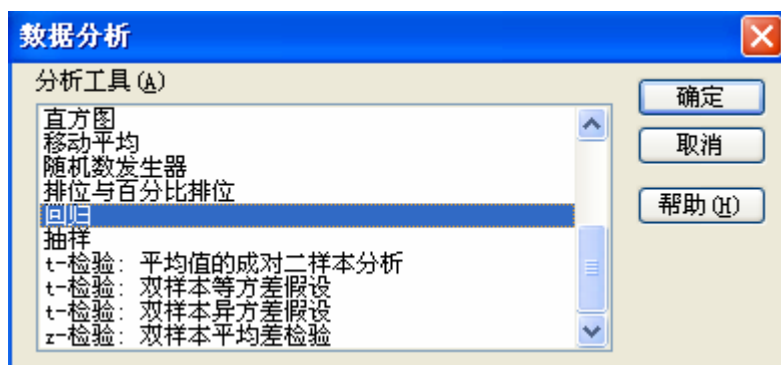 数据分析
分析工具(A)
直方图
移动平均
随机数发生器
排位与百分比排位
回归
抽样
t-检验: 平均值的成对二样本分析
t-检验: 双样本等方差假设
t-检验: 双样本异方差假设
z-检验: 双样本平均差检验
确定
取消
帮助(H)